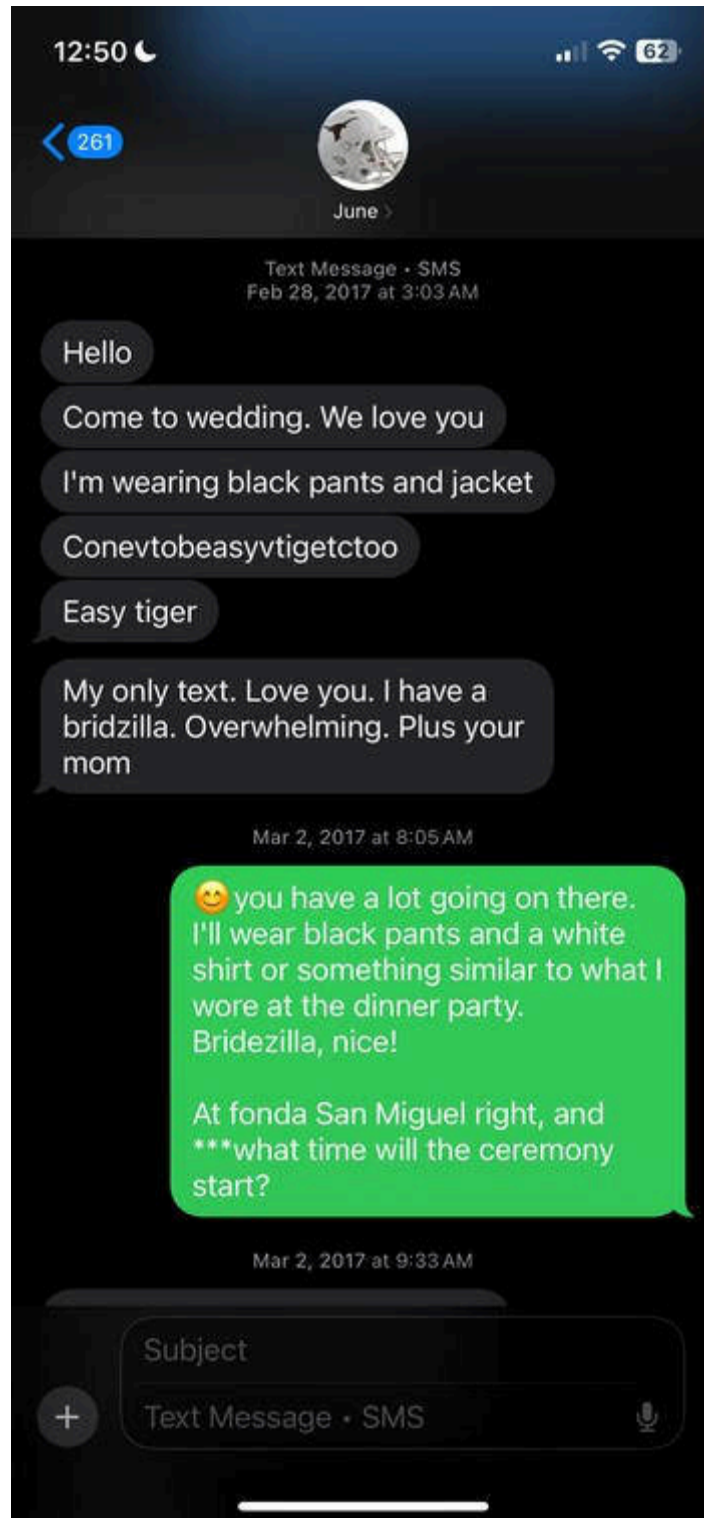 12:50
62
261
June
Text Message • SMS
Feb 28, 2017 at 3:03 AM
Hello
Come to wedding. We love you
I'm wearing black pants and jacket
Conevtobeasyvtigetctoo
Easy tiger
My only text. Love you. I have a
bridzilla. Overwhelming. Plus your
mom
Mar 2, 2017 at 8:05 AM
😊 you have a lot going on there.
I'll wear black pants and a white
shirt or something similar to what I
wore at the dinner party.
Bridezilla, nice!
At fonda San Miguel right, and
***what time will the ceremony
start?
Mar 2, 2017 at 9:33 AM
Subject
Text Message • SMS